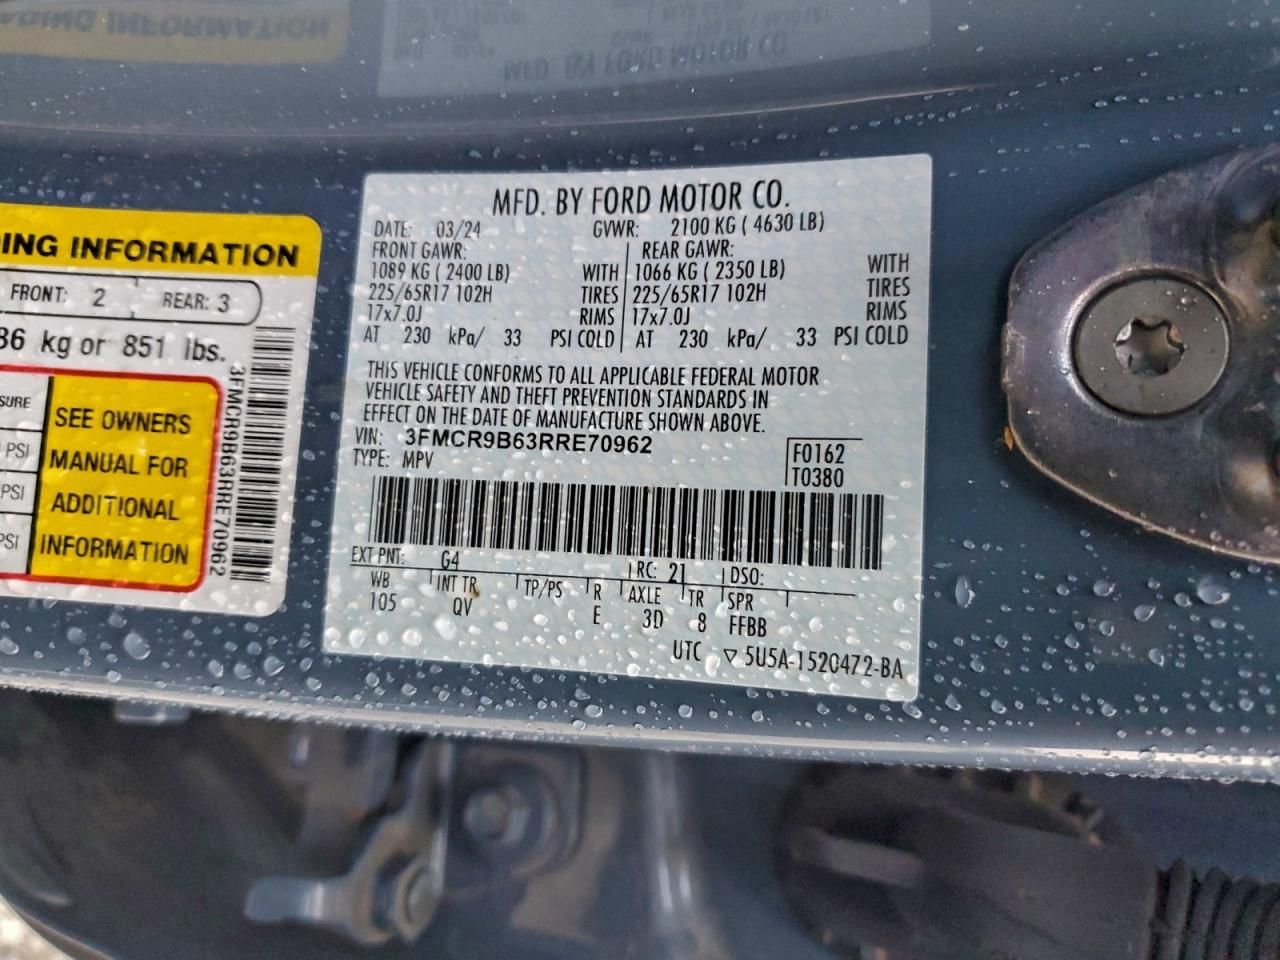 DING INFORMATION
FRONT: 2 REAR: 3
86 kg or 851 lbs.
SURE
PSI
PSI
PSI
SEE OWNERS
MANUAL FOR
ADDITIONAL
INFORMATION
3FMCR9B63RRE70962
MFD. BY FORD MOTOR CO.
DATE: 03/24 GVWR: 2100 KG ( 4630 LB)
FRONT GAWR: REAR GAWR:
1089 KG ( 2400 LB) WITH 1066 KG ( 2350 LB) WITH
225/65R17 102H TIRES 225/65R17 102H TIRES
17x7.0J RIMS 17x7.0J RIMS
AT 230 kPa/ 33 PSI COLD AT 230 kPa/ 33 PSI COLD
THIS VEHICLE CONFORMS TO ALL APPLICABLE FEDERAL MOTOR
VEHICLE SAFETY AND THEFT PREVENTION STANDARDS IN
EFFECT ON THE DATE OF MANUFACTURE SHOWN ABOVE.
VIN: 3FMCR9B63RRE70962
TYPE: MPV
F0162
T0380
EXT PNT: G4 RC: 21 DSO:
WB INT TR TP/PS R AXLE TR SPR
105 QV E 3D 8 FFBB
UTC ▽ 5U5A-1520472-BA